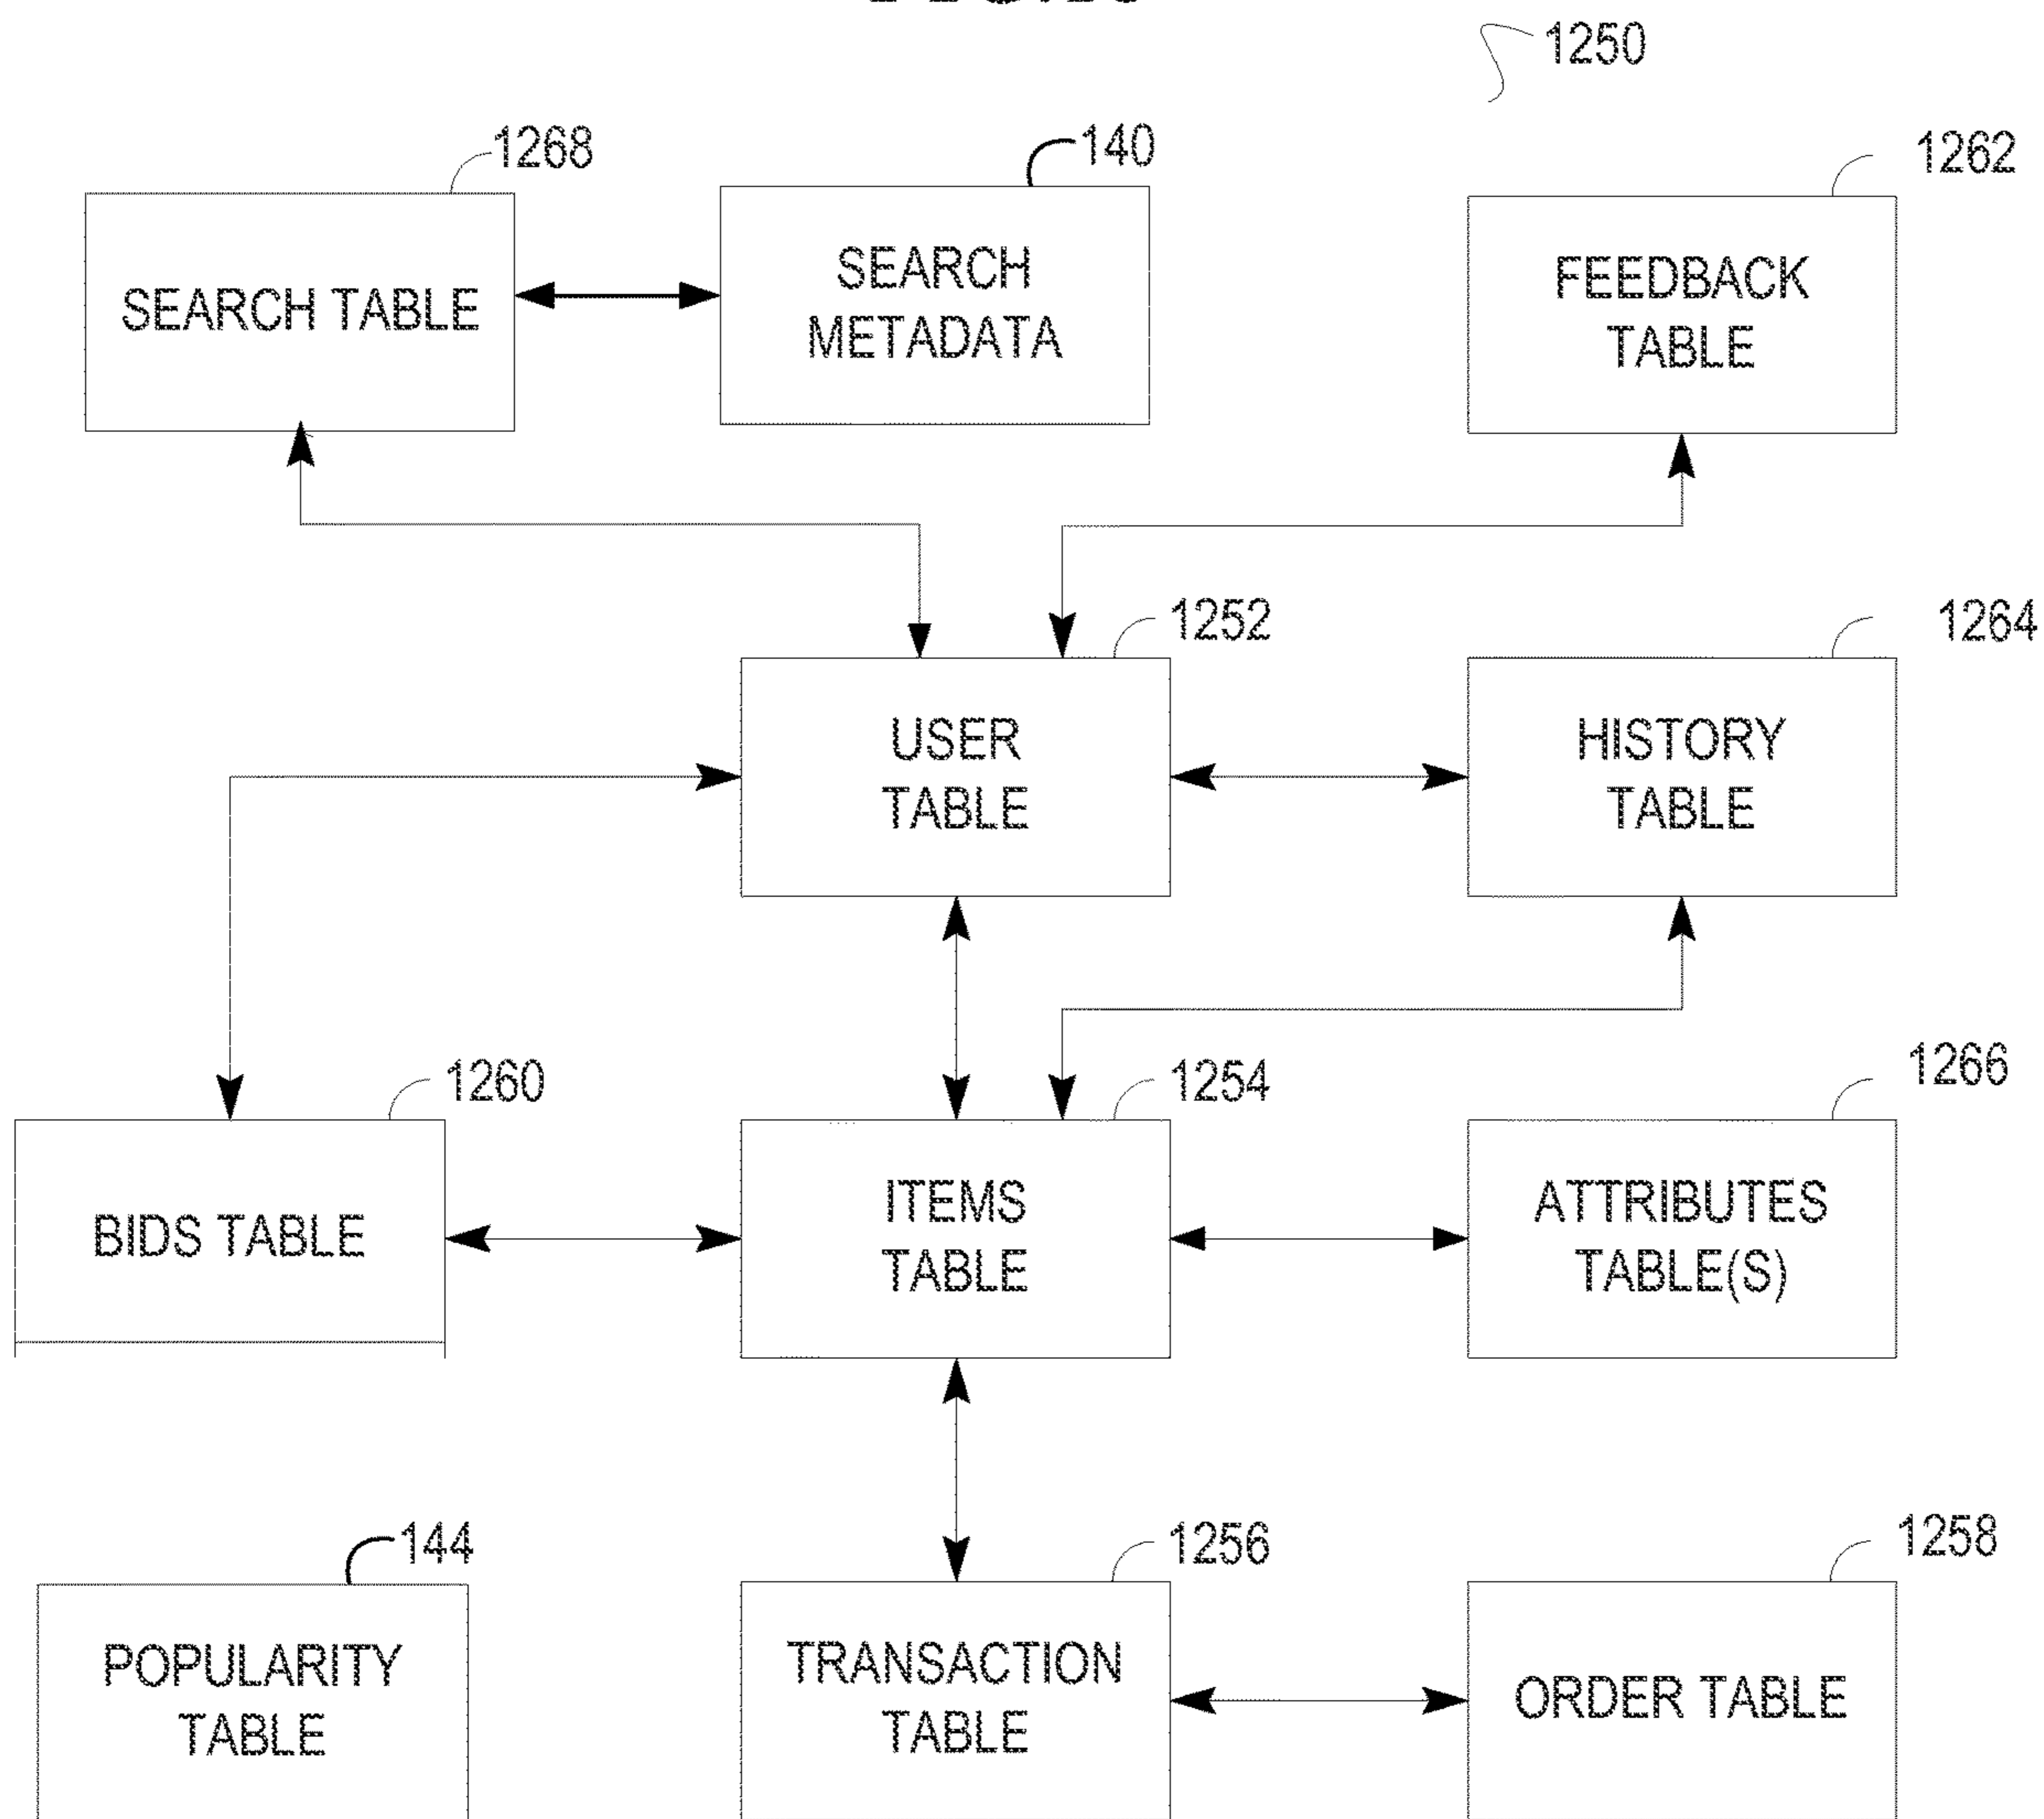 1250
1268
140
1262
SEARCH TABLE
SEARCH
METADATA
FEEDBACK
TABLE
1252
1264
USER
TABLE
HISTORY
TABLE
1260
1254
1266
BIDS TABLE
ITEMS
TABLE
ATTRIBUTES
TABLE(S)
144
1256
1258
POPULARITY
TABLE
TRANSACTION
TABLE
ORDER TABLE